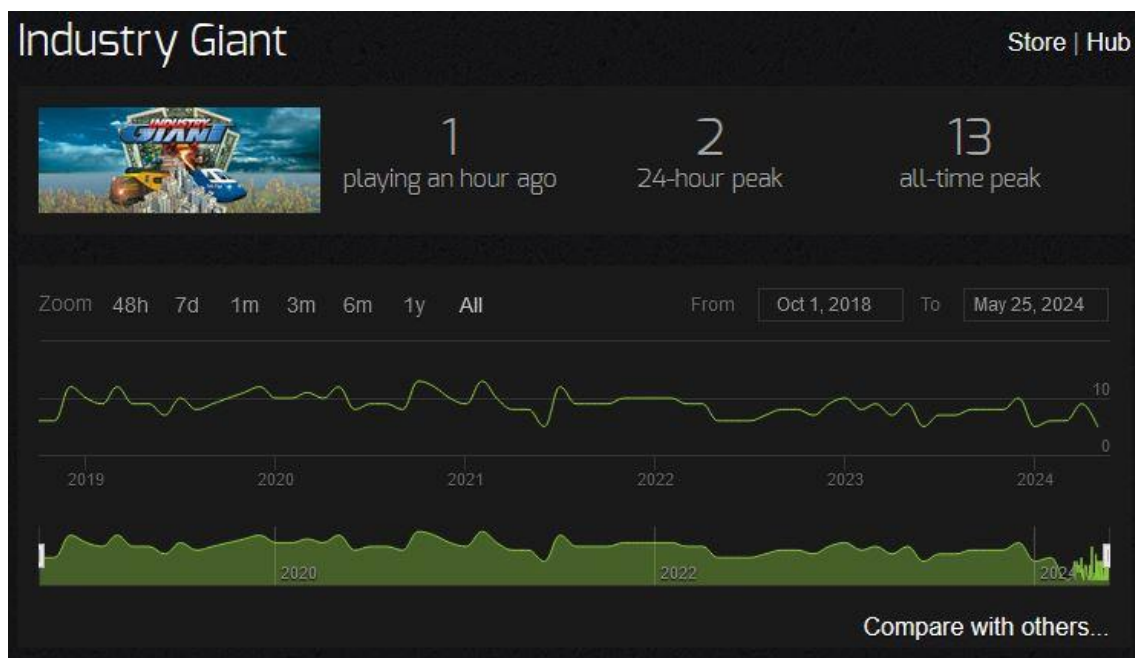 Industry Giant
Store | Hub
INDUSTRY
GIANT
1
playing an hour ago
2
24-hour peak
13
all-time peak
Zoom 48h 7d 1m 3m 6m 1y All
From Oct 1, 2018 To May 25, 2024
10
0
2019 2020 2021 2022 2023 2024
2020 2022 2024
Compare with others...